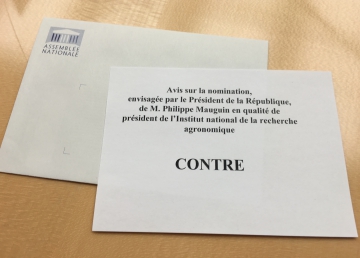 ASSEMBLÉE
NATIONALE
Avis sur la nomination,
envisagée par le Président de la République,
de M. Philippe Mauguin en qualité de
président de l'Institut national de la recherche
agronomique
CONTRE